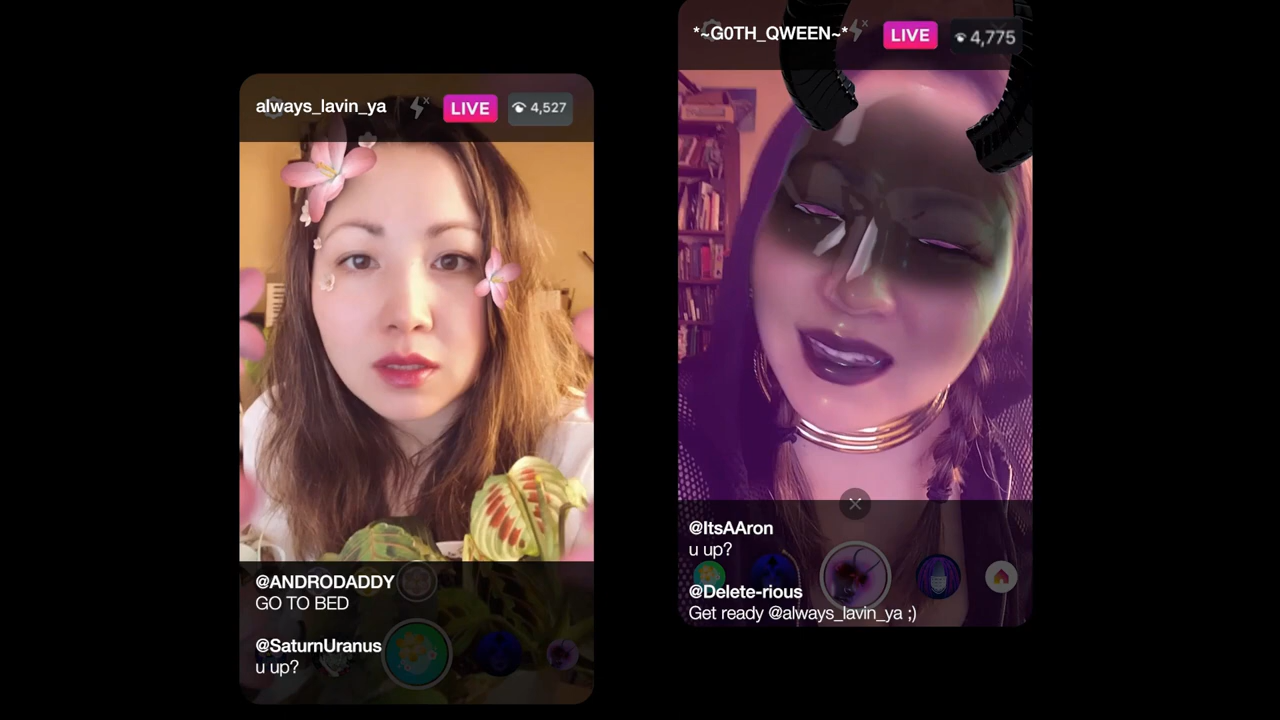 always_lavin_ya
LIVE
4,527
@ANDRODADDY
GO TO BED
@SaturnUranus
u up?
*~G0TH_QWEEN~*
LIVE
4,775
@ItsAAron
u up?
@Delete-rious
Get ready @always_lavin_ya ;)